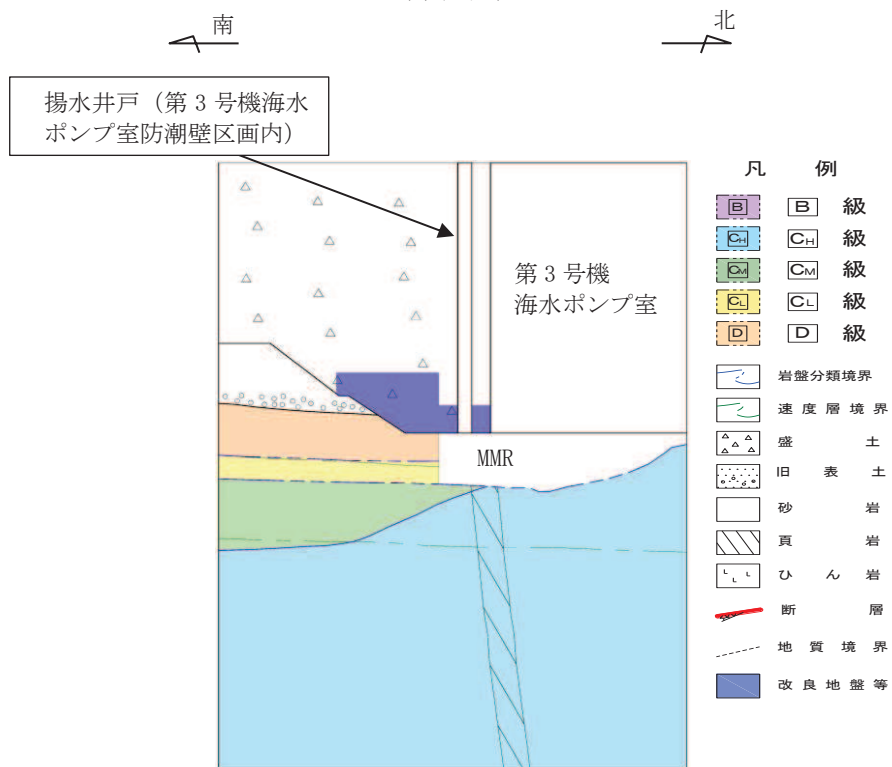 南
北
揚水井戸（第 3 号機海水
ポンプ室防潮壁区画内）
第 3 号機
海水ポンプ室
MMR
凡 例
B B 級
CH CH 級
CM CM 級
CL CL 級
D D 級
岩盤分類境界
速度層境界
盛 土
旧 表 土
砂 岩
頁 岩
ひ ん 岩
断 層
地 質 境 界
改 良 地 盤 等